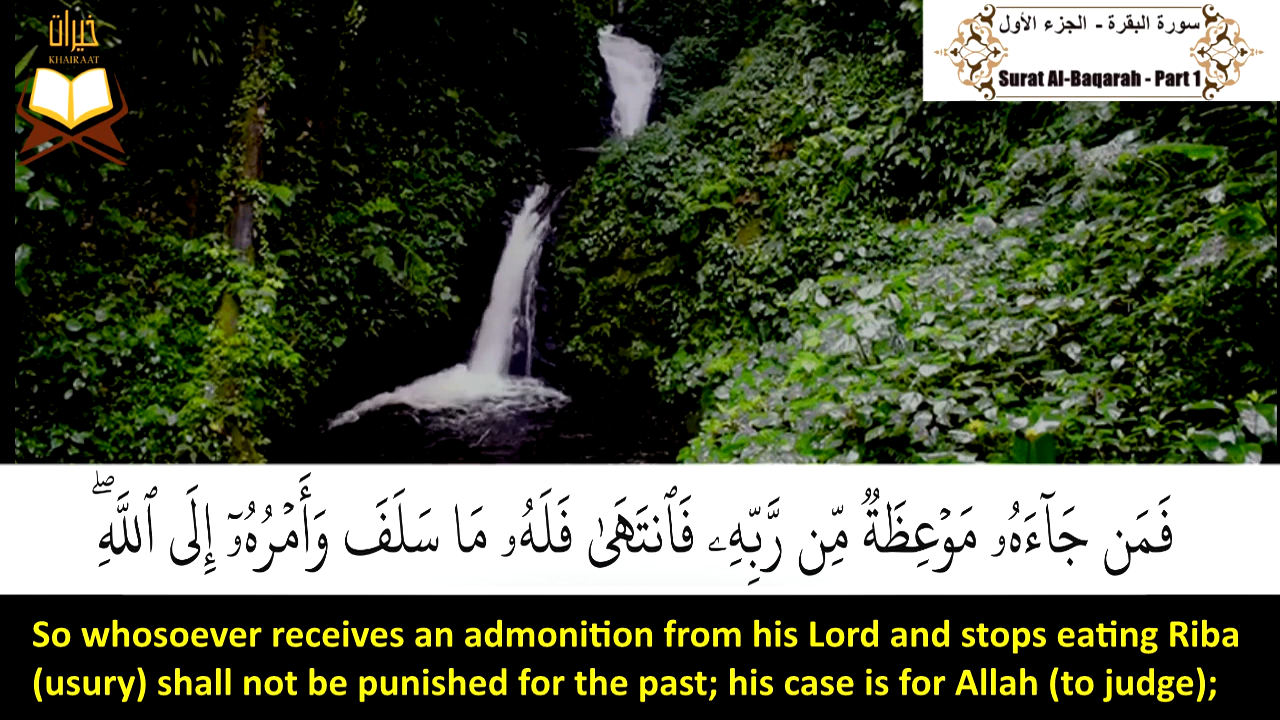 خيرات
KHAIRAAT
سورة البقرة - الجزء الأول
Surat Al-Baqarah - Part 1
فَمَن جَآءَهُۥ مَوۡعِظَةٞ مِّن رَّبِّهِۦ فَٱنتَهَىٰ فَلَهُۥ مَا سَلَفَ وَأَمۡرُهُۥٓ إِلَى ٱللَّهِۖ
So whosoever receives an admonition from his Lord and stops eating Riba
(usury) shall not be punished for the past; his case is for Allah (to judge);